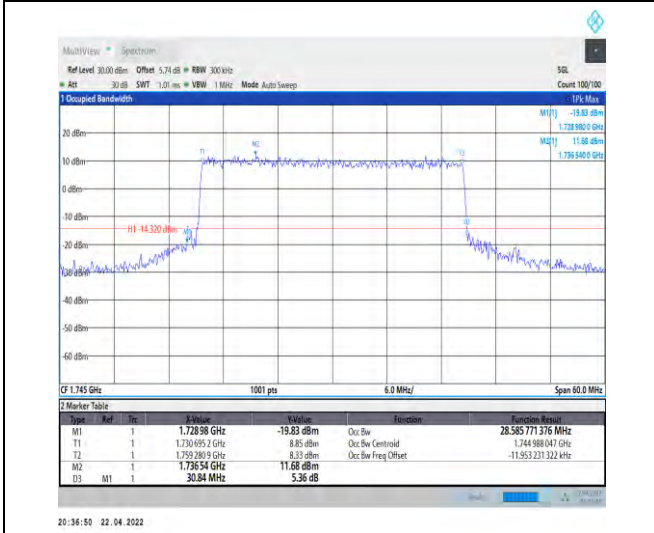 MultiView Spectrum
Ref Level 30.00 dBm Offset 5.74 dB RBW 300 kHz SGL
Att 30 dB SWT 1.01 ms VBW 1 MHz Mode Auto Sweep Count 100/100
1 Occupied Bandwidth 1Pk Max
M1[1] -19.83 dBm
1.728 980 0 GHz
M2[1] 11.68 dBm
1.736 540 0 GHz
20 dBm
M2
T1
10 dBm
0 dBm
-10 dBm
H1 -14.320 dBm
-20 dBm
-30 dBm
-40 dBm
-50 dBm
-60 dBm
CF 1.745 GHz 1001 pts 6.0 MHz/ Span 60.0 MHz
2 Marker Table
Type Ref Trc X-Value Y-Value Function Function Result
M1 1 1.728 98 GHz -19.83 dBm Occ Bw 28.585 771 376 MHz
T1 1 1.730 695 2 GHz 8.85 dBm Occ Bw Centroid 1.744 988 047 GHz
T2 1 1.759 280 9 GHz 8.33 dBm Occ Bw Freq Offset -11.953 231 322 kHz
M2 1 1.736 54 GHz 11.68 dBm
D3 M1 1 30.84 MHz 5.36 dB
20:36:50 22.04.2022